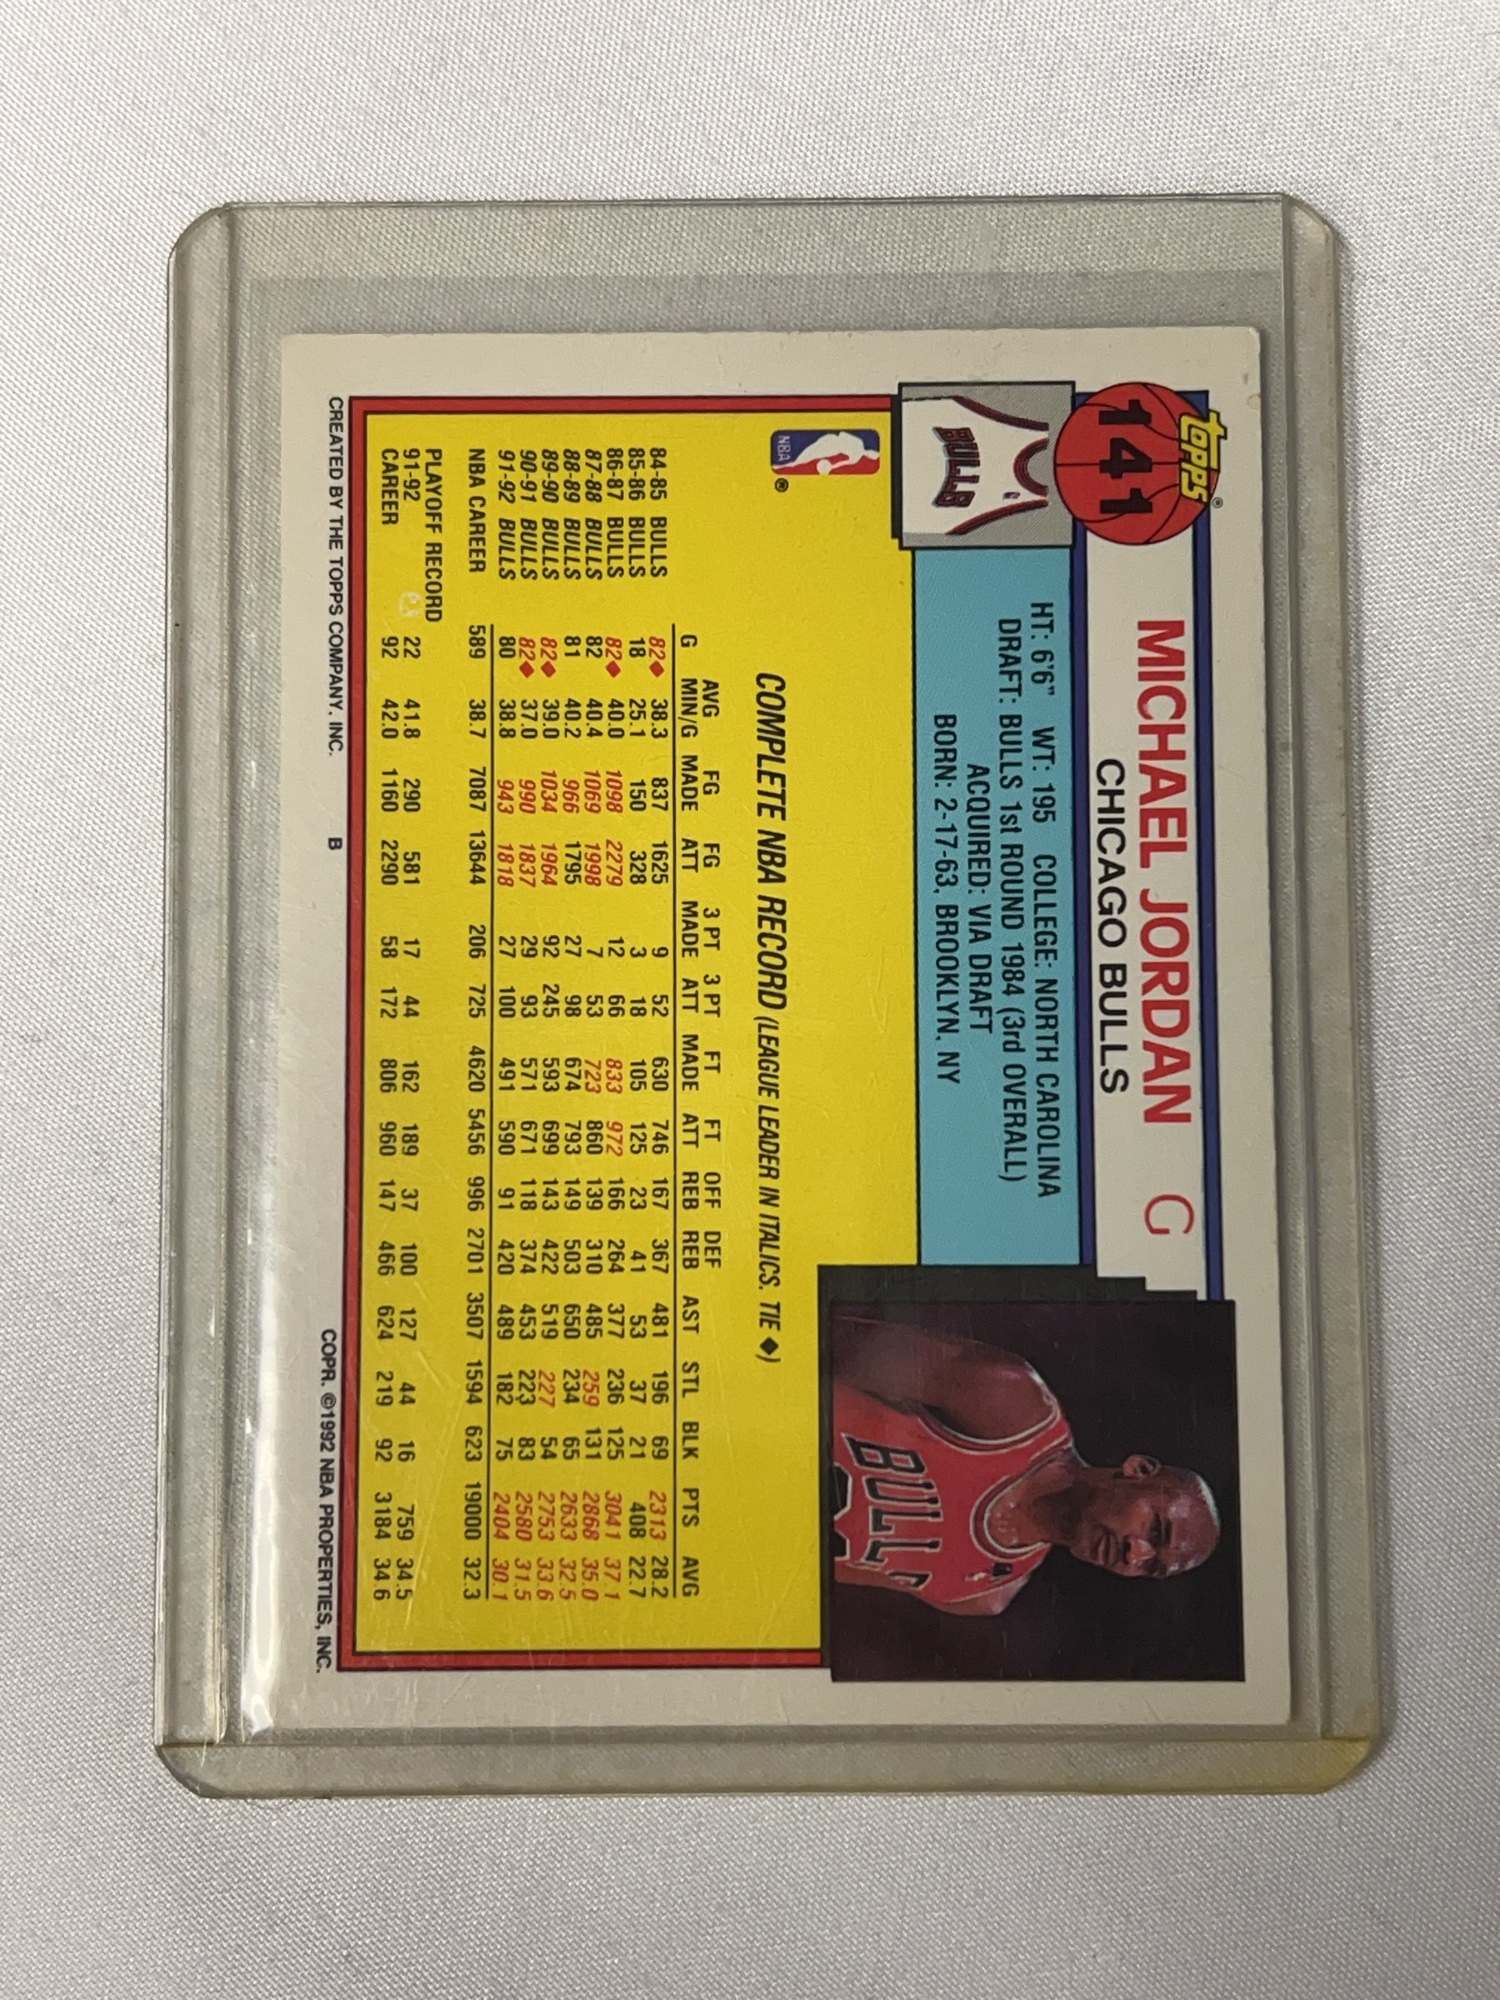 topps®
141
MICHAEL JORDAN G
CHICAGO BULLS
BULLS
HT: 6'6" WT: 195 COLLEGE: NORTH CAROLINA
DRAFT: BULLS 1st ROUND 1984 (3rd OVERALL)
ACQUIRED: VIA DRAFT
BORN: 2-17-63, BROOKLYN, NY
BULLS
NBA ®
COMPLETE NBA RECORD (LEAGUE LEADER IN ITALICS. TIE ◆)
AVG FG FG 3 PT 3 PT FT FT OFF DEF
G MIN/G MADE ATT MADE ATT MADE ATT REB REB AST STL BLK PTS AVG
84-85 BULLS 82◆ 38.3 837 1625 9 52 630 746 167 367 481 196 69 2313 28.2
85-86 BULLS 18 25.1 150 328 3 18 105 125 23 41 53 37 21 408 22.7
86-87 BULLS 82◆ 40.0 1098 2279 12 66 833 972 166 264 377 236 125 3041 37.1
87-88 BULLS 82 40.4 1069 1998 7 53 723 860 139 310 485 259 131 2868 35.0
88-89 BULLS 81 40.2 966 1795 27 98 674 793 149 503 650 234 65 2633 32.5
89-90 BULLS 82◆ 39.0 1034 1964 92 245 593 699 143 422 519 227 54 2753 33.6
90-91 BULLS 82◆ 37.0 990 1837 29 93 571 671 118 374 453 223 83 2580 31.5
91-92 BULLS 80 38.8 943 1818 27 100 491 590 91 420 489 182 75 2404 30.1
NBA CAREER 589 38.7 7087 13644 206 725 4620 5456 996 2701 3507 1594 623 19000 32.3
PLAYOFF RECORD
91-92 22 41.8 290 581 17 44 162 189 37 100 127 44 16 759 34.5
CAREER 92 42.0 1160 2290 58 172 806 960 147 466 624 219 92 3184 34.6
CREATED BY THE TOPPS COMPANY, INC. B COPR. ©1992 NBA PROPERTIES, INC.